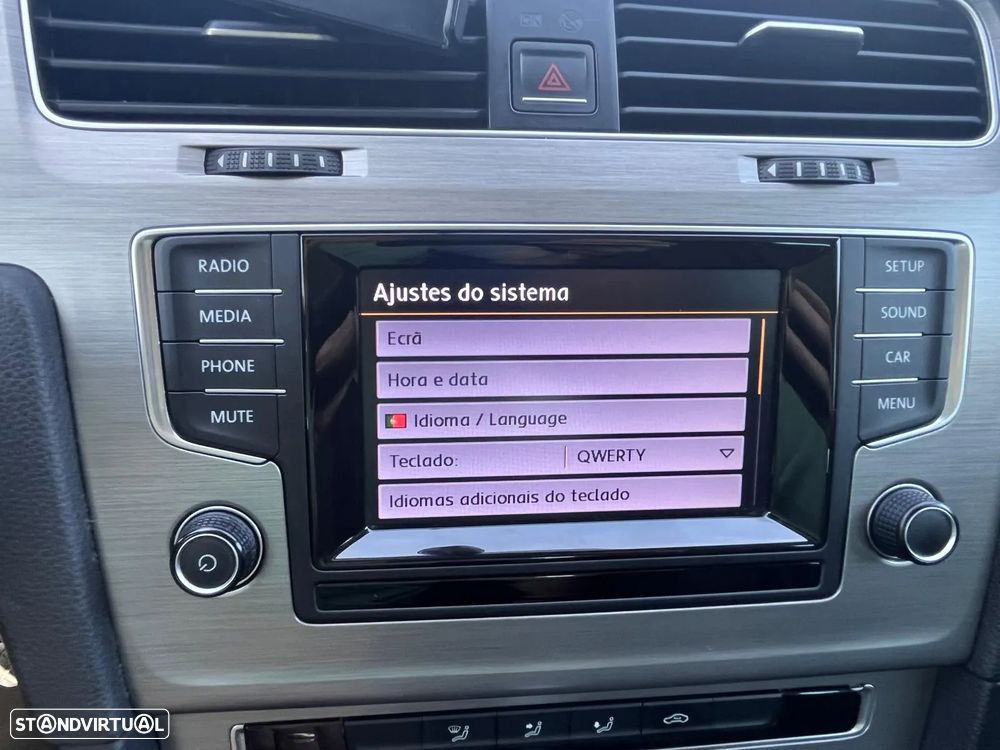 RADIO
MEDIA
PHONE
MUTE
Ajustes do sistema
Ecrã
Hora e data
Idioma / Language
Teclado: QWERTY
Idiomas adicionais do teclado
SETUP
SOUND
CAR
MENU
STANDVIRTUAL